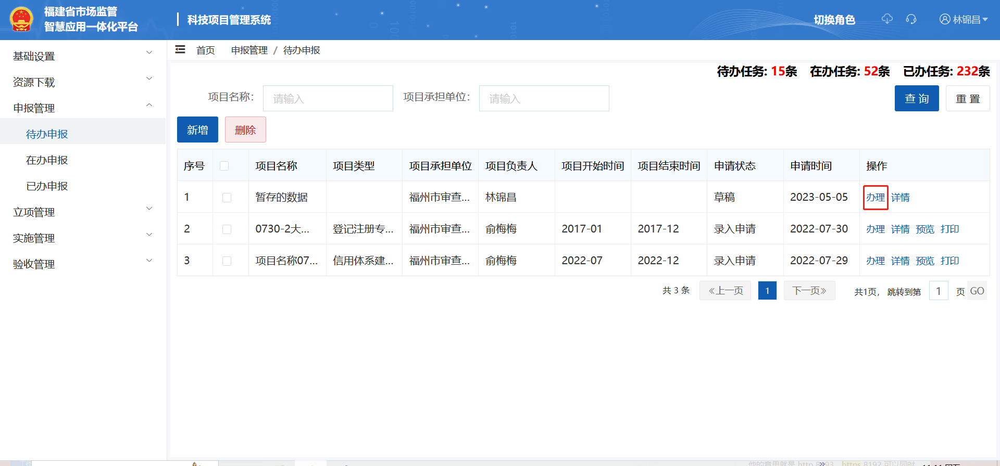 福建省市场监管
智慧应用一体化平台
科技项目管理系统
切换角色
林锦昌
基础设置
资源下载
申报管理
待办申报
在办申报
已办申报
立项管理
实施管理
验收管理
首页 申报管理 / 待办申报
待办任务: 15条 在办任务: 52条 已办任务: 232条
项目名称: 请输入 项目承担单位: 请输入 查 询 重 置
新增 删除
序号 项目名称 项目类型 项目承担单位 项目负责人 项目开始时间 项目结束时间 申请状态 申请时间 操作
1 暂存的数据 福州市审查... 林锦昌 草稿 2023-05-05 办理 详情
2 0730-2大... 登记注册专... 福州市审查... 俞梅梅 2017-01 2017-12 录入申请 2022-07-30 办理 详情 预览 打印
3 项目名称07... 信用体系建... 福州市审查... 俞梅梅 2022-07 2022-12 录入申请 2022-07-29 办理 详情 预览 打印
共 3 条 «上一页 1 下一页» 共1页, 跳转到第 1 页 GO